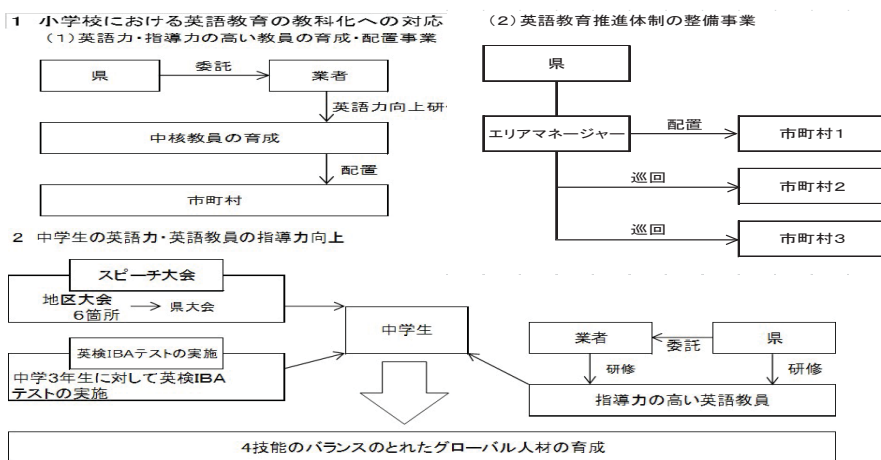 1 小学校における英語教育の教科化への対応
(1)英語力・指導力の高い教員の育成・配置事業
県
委託
業者
英語力向上研
中核教員の育成
配置
市町村
(2)英語教育推進体制の整備事業
県
エリアマネージャー
配置
市町村1
巡回
市町村2
巡回
市町村3
2 中学生の英語力・英語教員の指導力向上
スピーチ大会
地区大会
6箇所
県大会
英検IBAテストの実施
中学3年生に対して英検IBA
テストの実施
中学生
業者
委託
県
研修
研修
指導力の高い英語教員
4技能のバランスのとれたグローバル人材の育成